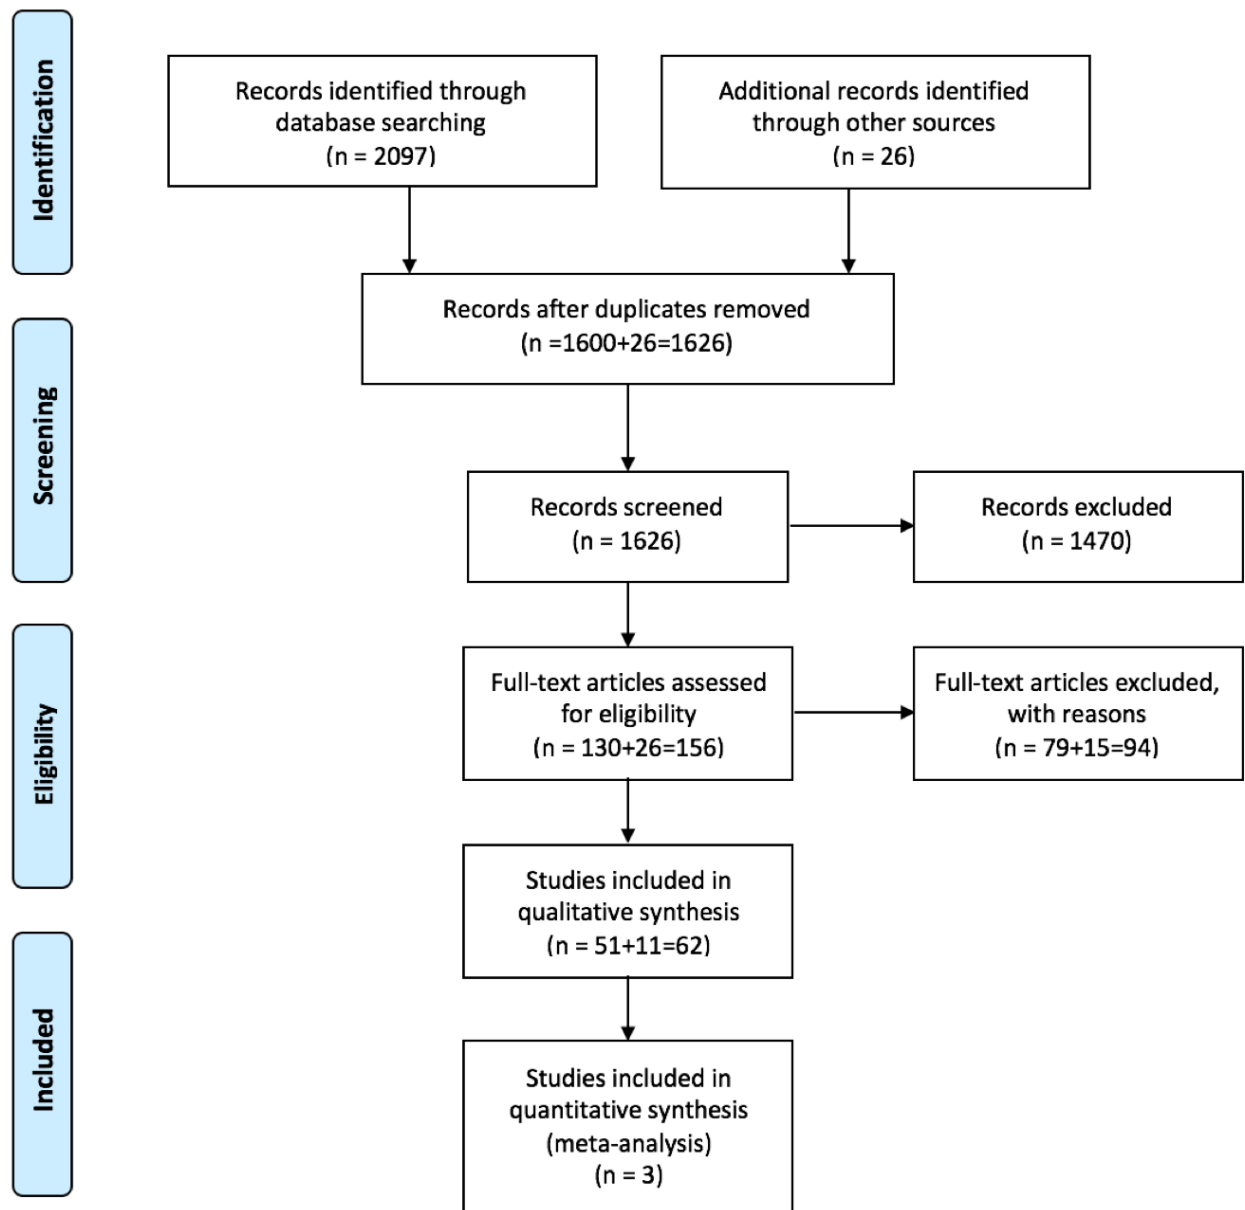 Identification
Records identified through
database searching
(n = 2097)
Additional records identified
through other sources
(n = 26)
Records after duplicates removed
(n =1600+26=1626)
Screening
Records screened
(n = 1626)
Records excluded
(n = 1470)
Eligibility
Full-text articles assessed
for eligibility
(n = 130+26=156)
Full-text articles excluded,
with reasons
(n = 79+15=94)
Studies included in
qualitative synthesis
(n = 51+11=62)
Included
Studies included in
quantitative synthesis
(meta-analysis)
(n = 3)